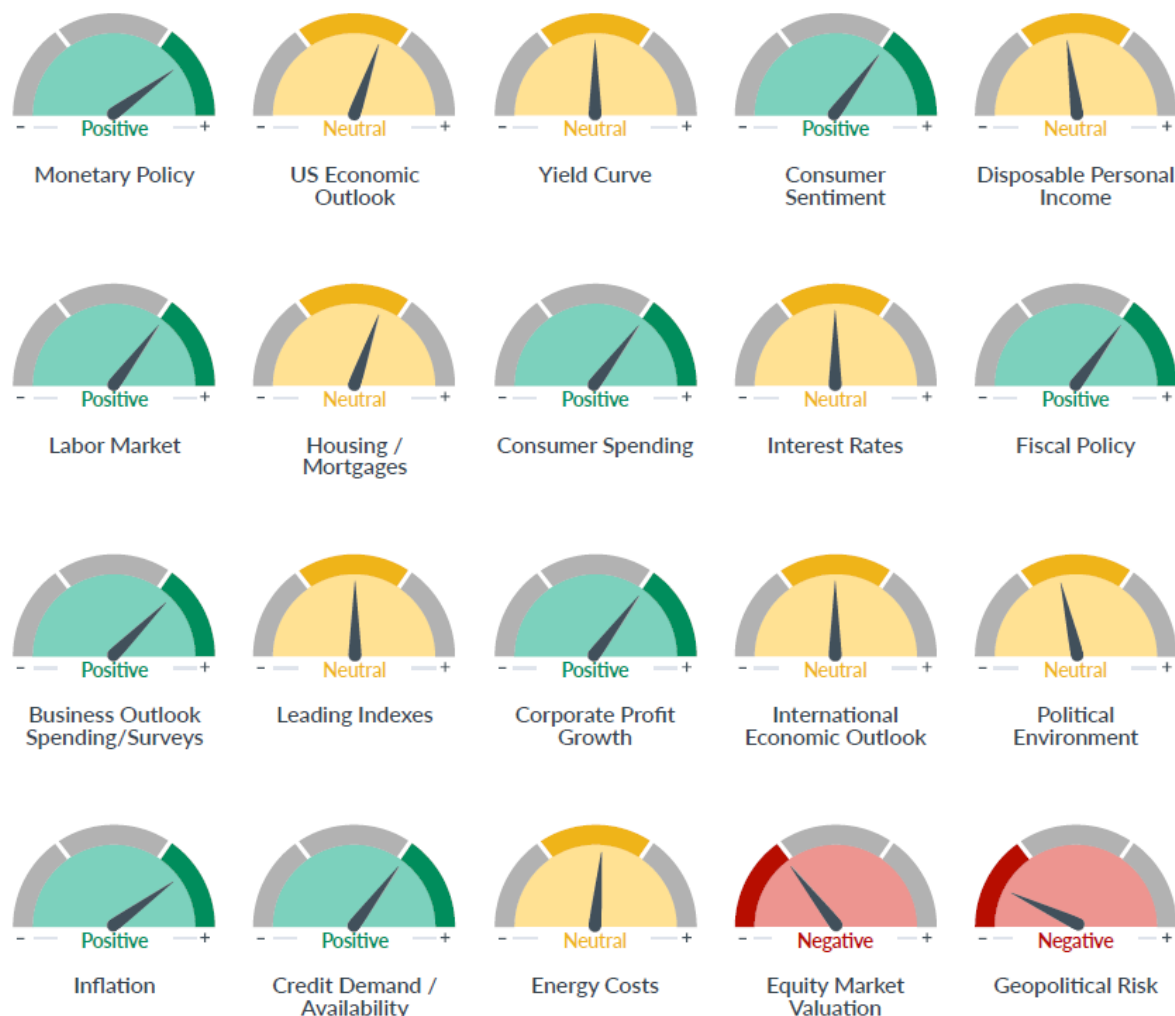 - Positive +
- Neutral +
- Neutral +
- Positive +
- Neutral +
Monetary Policy
US Economic
Outlook
Yield Curve
Consumer
Sentiment
Disposable Personal
Income
- Positive +
- Neutral +
- Positive +
- Neutral +
- Positive +
Labor Market
Housing /
Mortgages
Consumer Spending
Interest Rates
Fiscal Policy
- Positive +
- Neutral +
- Positive +
- Neutral +
- Neutral +
Business Outlook
Spending/Surveys
Leading Indexes
Corporate Profit
Growth
International
Economic Outlook
Political
Environment
- Positive +
- Positive +
- Neutral +
- Negative +
- Negative +
Inflation
Credit Demand /
Availability
Energy Costs
Equity Market
Valuation
Geopolitical Risk